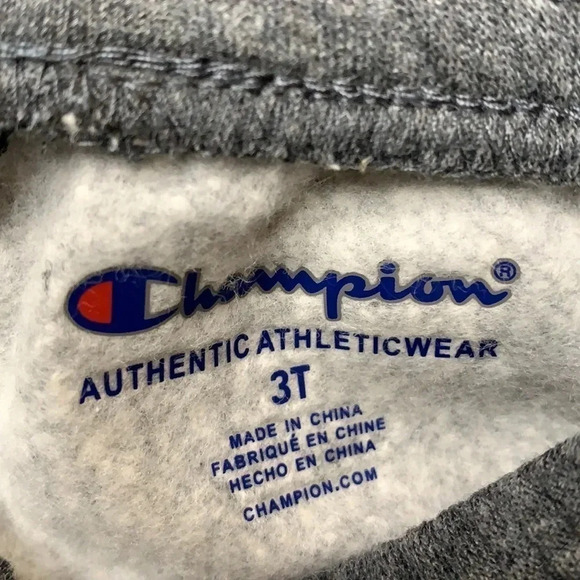 Champion®
AUTHENTIC ATHLETICWEAR
3T
MADE IN CHINA
FABRIQUÉ EN CHINE
HECHO EN CHINA
CHAMPION.COM